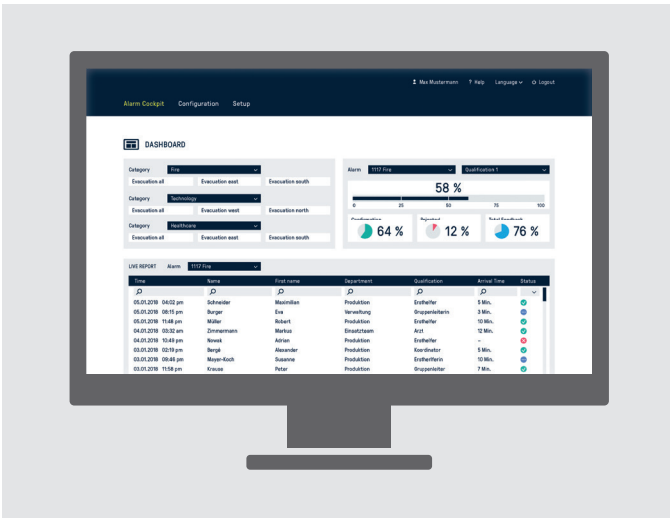 Max Mustermann ? Help Language Logout
Alarm Cockpit Configuration Setup
DASHBOARD
Category Fire
Evacuation all Evacuation east Evacuation south
Category Technology
Evacuation all Evacuation west Evacuation north
Category Healthcare
Evacuation all Evacuation east Evacuation south
Alarm 1117 Fire Qualification 1
58 %
0 25 50 75 100
Confirmation Rejected Total Feedback
64 % 12 % 76 %
LIVE REPORT Alarm 1117 Fire
Time Name First name Department Qualification Arrival Time Status
05.01.2018 04:02 pm Schneider Maximilian Produktion Ersthelfer 5 Min.
05.01.2018 08:15 pm Burger Eva Verwaltung Gruppenleiterin 3 Min.
05.01.2018 11:48 pm Müller Robert Produktion Ersthelfer 10 Min.
04.01.2018 03:32 am Zimmermann Markus Einsatzteam Arzt 12 Min.
04.01.2018 10:49 pm Nowak Adrian Produktion Ersthelfer –
03.01.2018 02:19 pm Bergé Alexander Produktion Koordinator 5 Min.
03.01.2018 09:46 pm Mayer-Koch Susanne Produktion 10 Min.
03.01.2018 11:58 pm Krause Peter Produktion Gruppenleiter 7 Min.